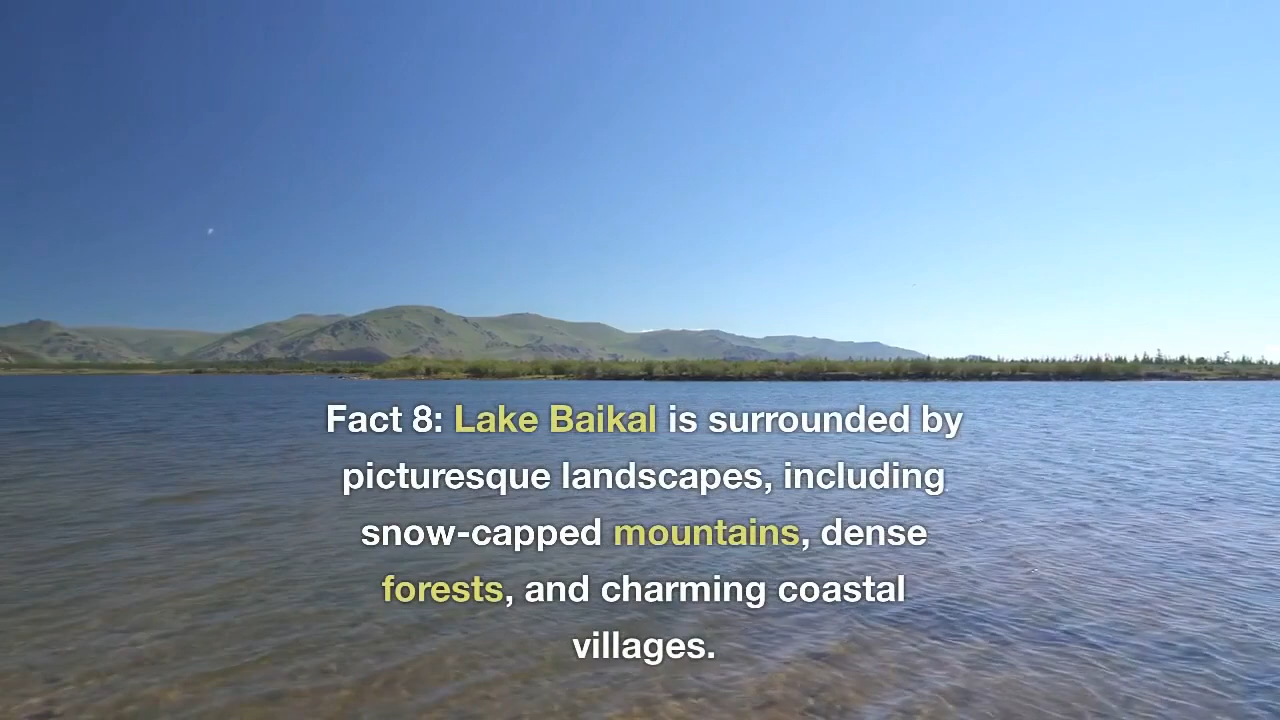 Fact 8: Lake Baikal is surrounded by
picturesque landscapes, including
snow-capped mountains, dense
forests, and charming coastal
villages.